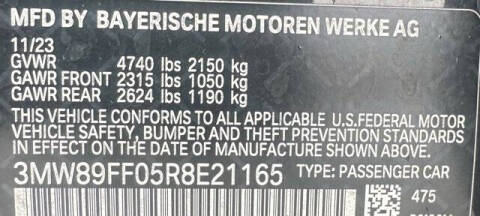 MFD BY BAYERISCHE MOTOREN WERKE AG
11/23
GVWR 4740 lbs 2150 kg
GAWR FRONT 2315 lbs 1050 kg
GAWR REAR 2624 lbs 1190 kg
THIS VEHICLE CONFORMS TO ALL APPLICABLE U.S.FEDERAL MOTOR
VEHICLE SAFETY, BUMPER AND THEFT PREVENTION STANDARDS
IN EFFECT ON THE DATE OF MANUFACTURE SHOWN ABOVE.
3MW89FF05R8E21165 TYPE: PASSENGER CAR
475